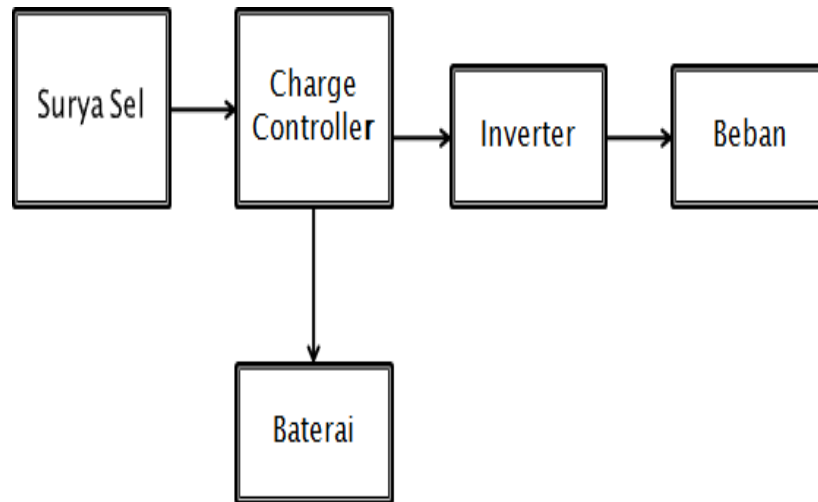 Surya Sel
Charge
Controller
Inverter
Beban
Baterai